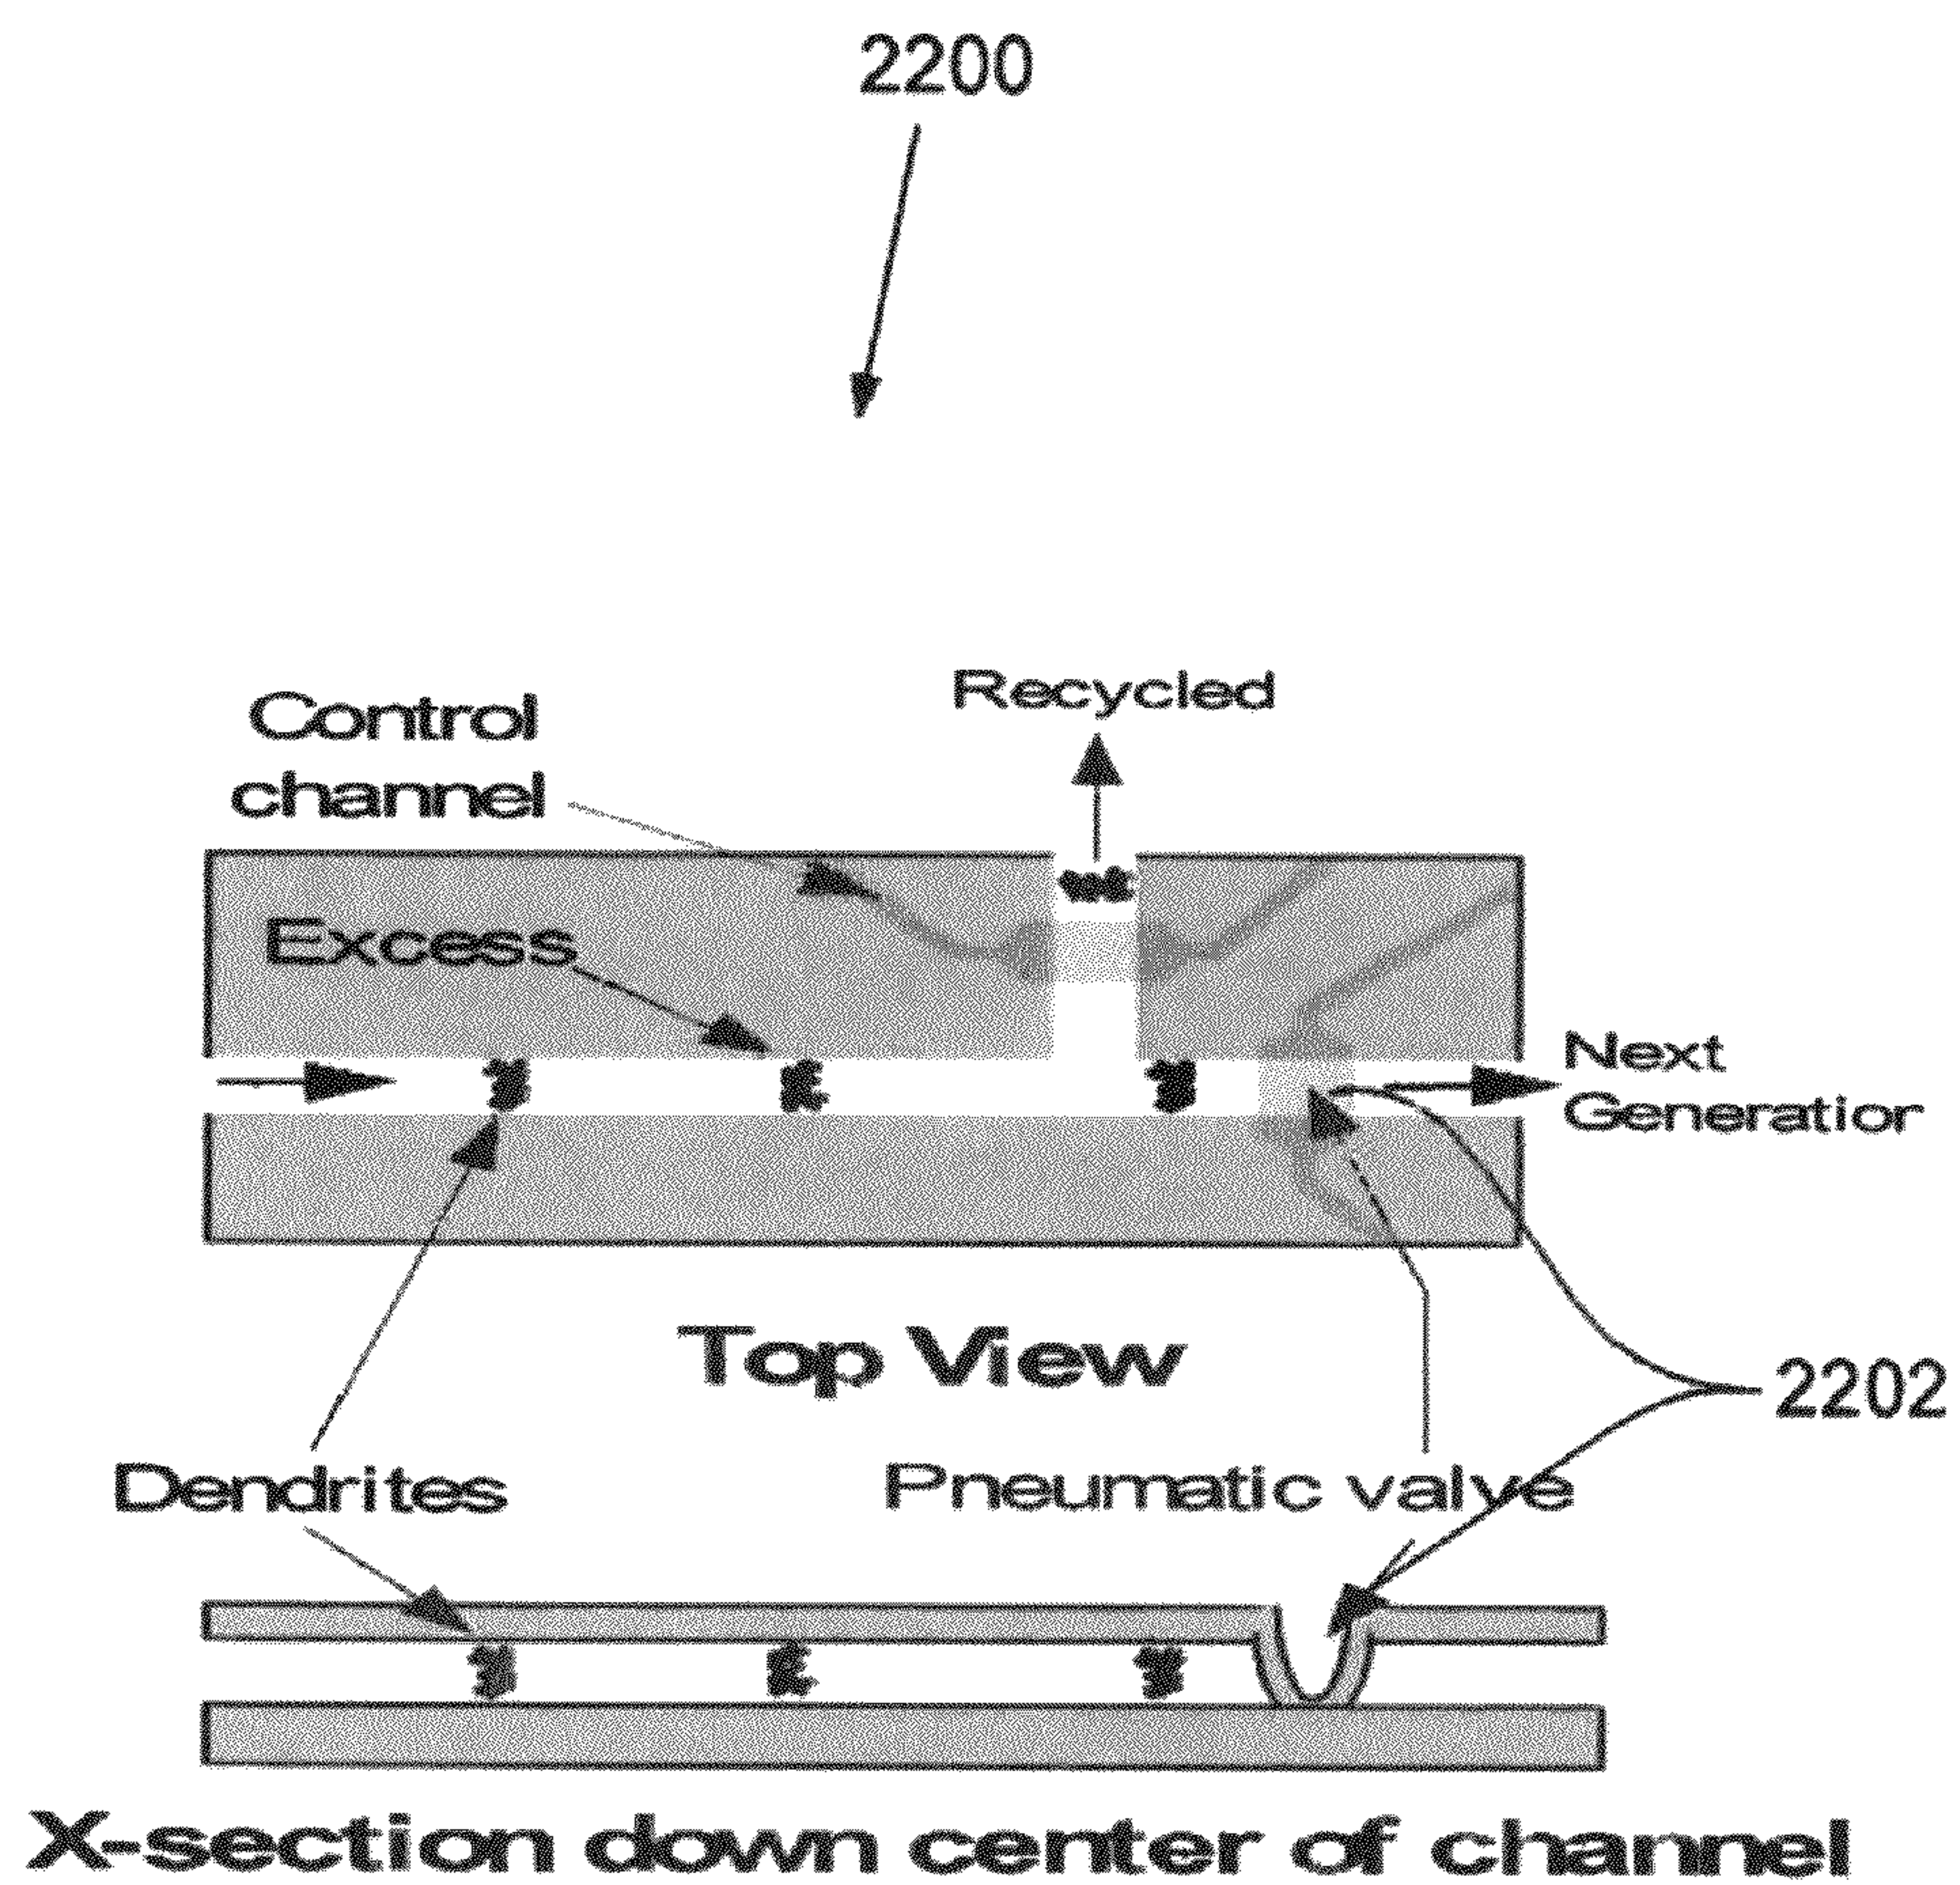 2200
Recycled
Control
channel
Excess
Next
Generatior
Top View
2202
Dendrites
Pneumatic valve
X-section down center of channel